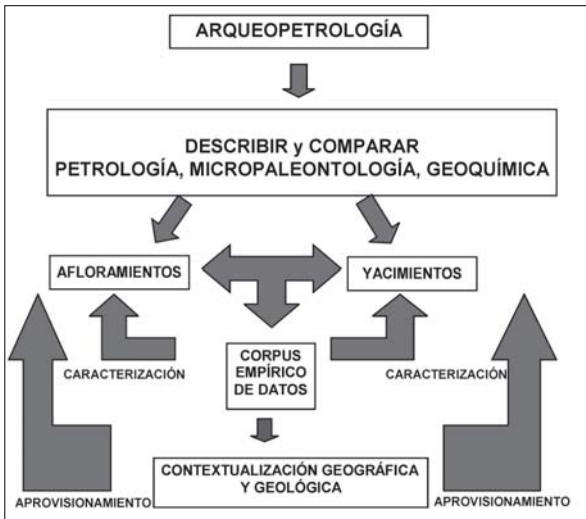 ARQUEOPETROLOGÍA
DESCRIBIR y COMPARAR
PETROLOGÍA, MICROPALEONTOLOGÍA, GEOQUÍMICA
AFLORAMIENTOS
YACIMIENTOS
CARACTERIZACIÓN
CORPUS
EMPÍRICO
DE DATOS
CARACTERIZACIÓN
CONTEXTUALIZACIÓN GEOGRÁFICA
Y GEOLÓGICA
APROVISIONAMIENTO
APROVISIONAMIENTO